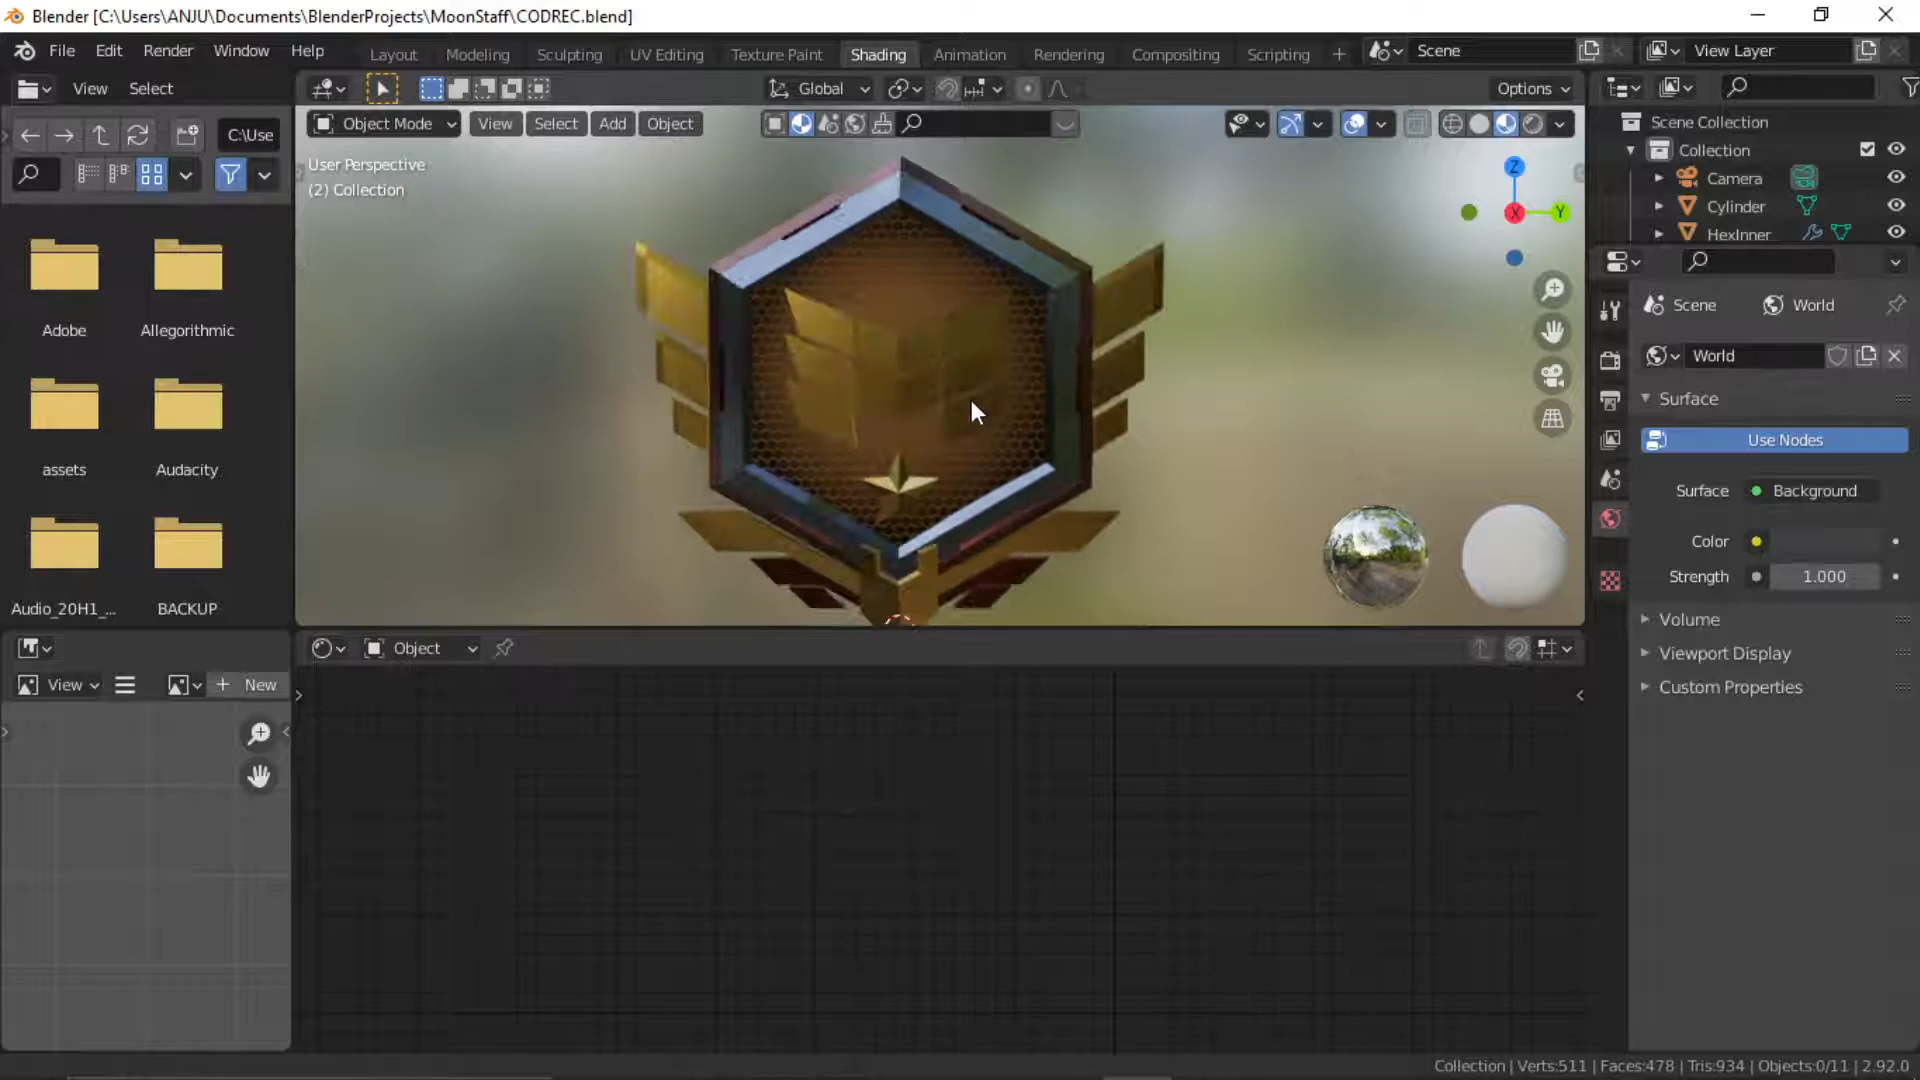 Blender [C:\Users\ANJU\Documents\BlenderProjects\MoonStaff\CODREC.blend]
File Edit Render Window Help
Layout Modeling Sculpting UV Editing Texture Paint Shading Animation Rendering Compositing Scripting +
Scene
View Layer
View Select
Global
Options
C:\Use
Object Mode View Select Add Object
User Perspective
(2) Collection
Z
X
Y
Adobe
Allegorithmic
assets
Audacity
Audio_20H1_...
BACKUP
Scene Collection
Collection
Camera
Cylinder
HexInner
Scene World
World
Surface
Use Nodes
Surface Background
Color
Strength 1.000
Volume
Viewport Display
Custom Properties
View
+ New
Object
Collection | Verts:511 | Faces:478 | Tris:934 | Objects:0/11 | 2.92.0